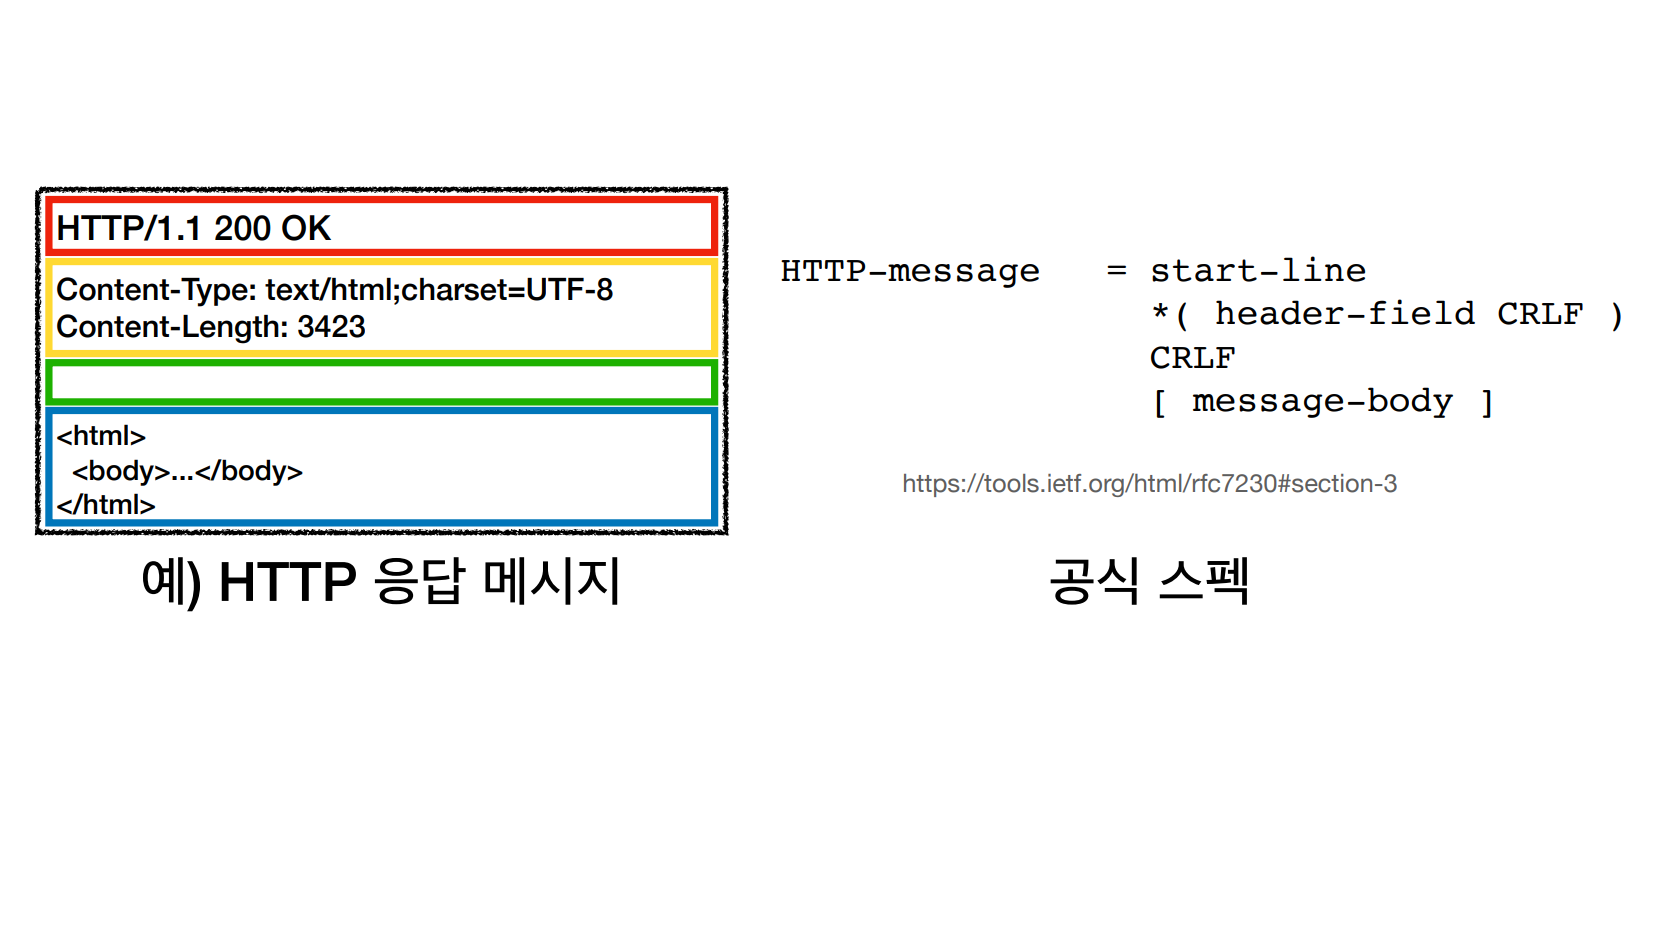 HTTP/1.1 200 OK
Content-Type: text/html;charset=UTF-8
Content-Length: 3423
<html>
<body>...</body>
</html>
예) HTTP 응답 메시지
HTTP-message = start-line
*( header-field CRLF )
CRLF
[ message-body ]
https://tools.ietf.org/html/rfc7230#section-3
공식 스펙